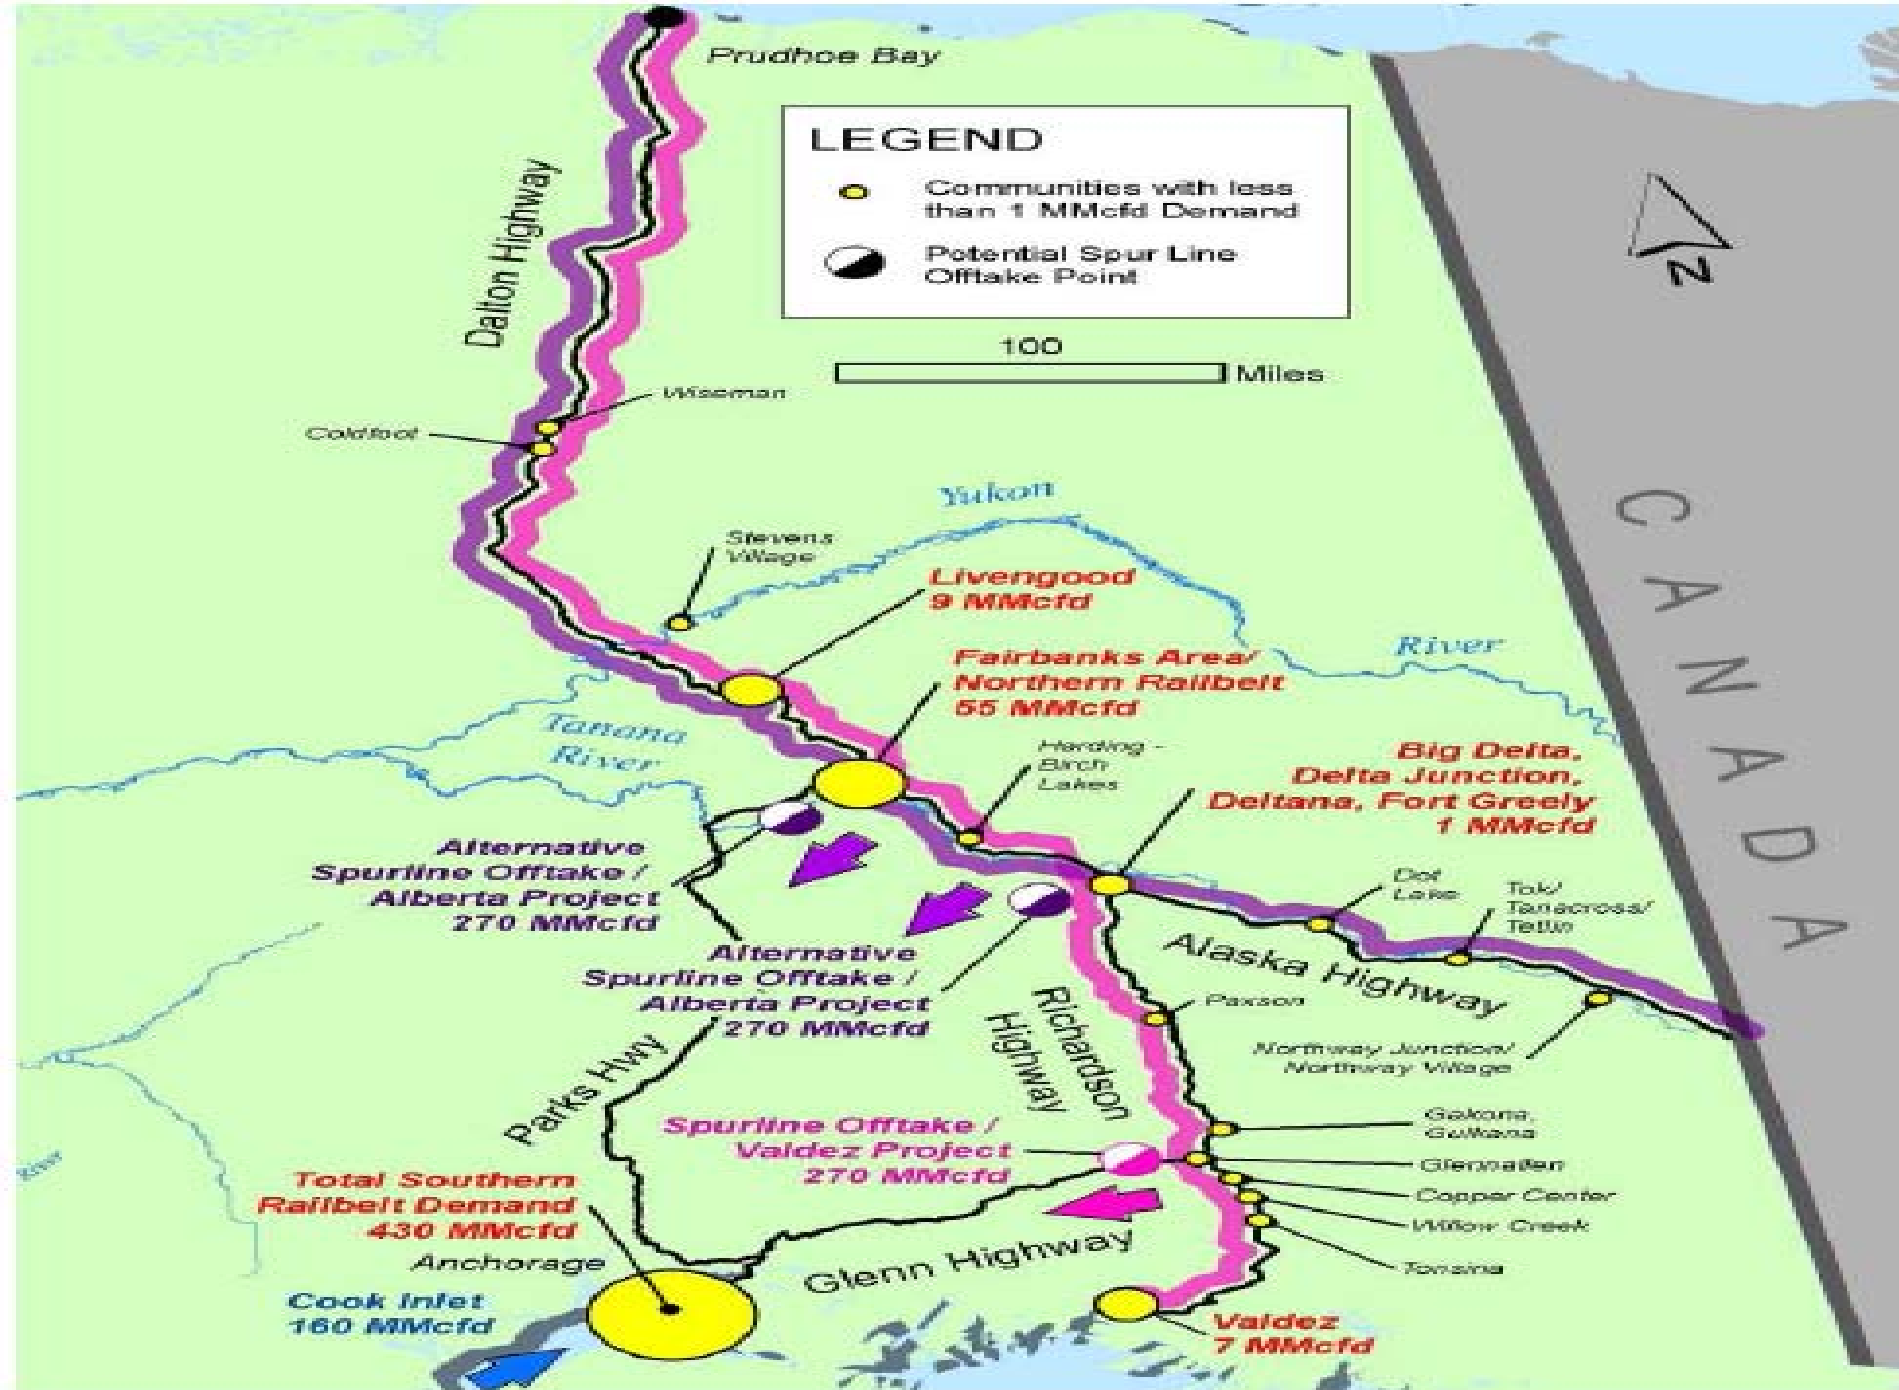 Prudhoe Bay
LEGEND
Communities with less
than 1 MMcfd Demand
Potential Spur Line
Offtake Point
Dalton Highway
N
100
Miles
Wiseman
Coldfoot
Yukon
Stevens
Village
Livengood
9 MMcfd
River
Fairbanks Area/
Northern Railbelt
55 MMcfd
CANADA
Tanana
River
Harding -
Birch
Lakes
Big Delta,
Delta Junction,
Deltana, Fort Greely
1 MMcfd
Alternative
Spurline Offtake /
Alberta Project
270 MMcfd
Dot
Lake
Tok/
Tanacross/
Tetlin
Alternative
Spurline Offtake /
Alberta Project
270 MMcfd
Alaska Highway
Paxson
Richardson
Highway
Parks Hwy
Northway Junction/
Northway Village
Gakona,
Gulkana
Spurline Offtake /
Valdez Project
270 MMcfd
Glennallen
Copper Center
Willow Creek
Tonsina
River
Total Southern
Railbelt Demand
430 MMcfd
Anchorage
Glenn Highway
Cook Inlet
160 MMcfd
Valdez
7 MMcfd